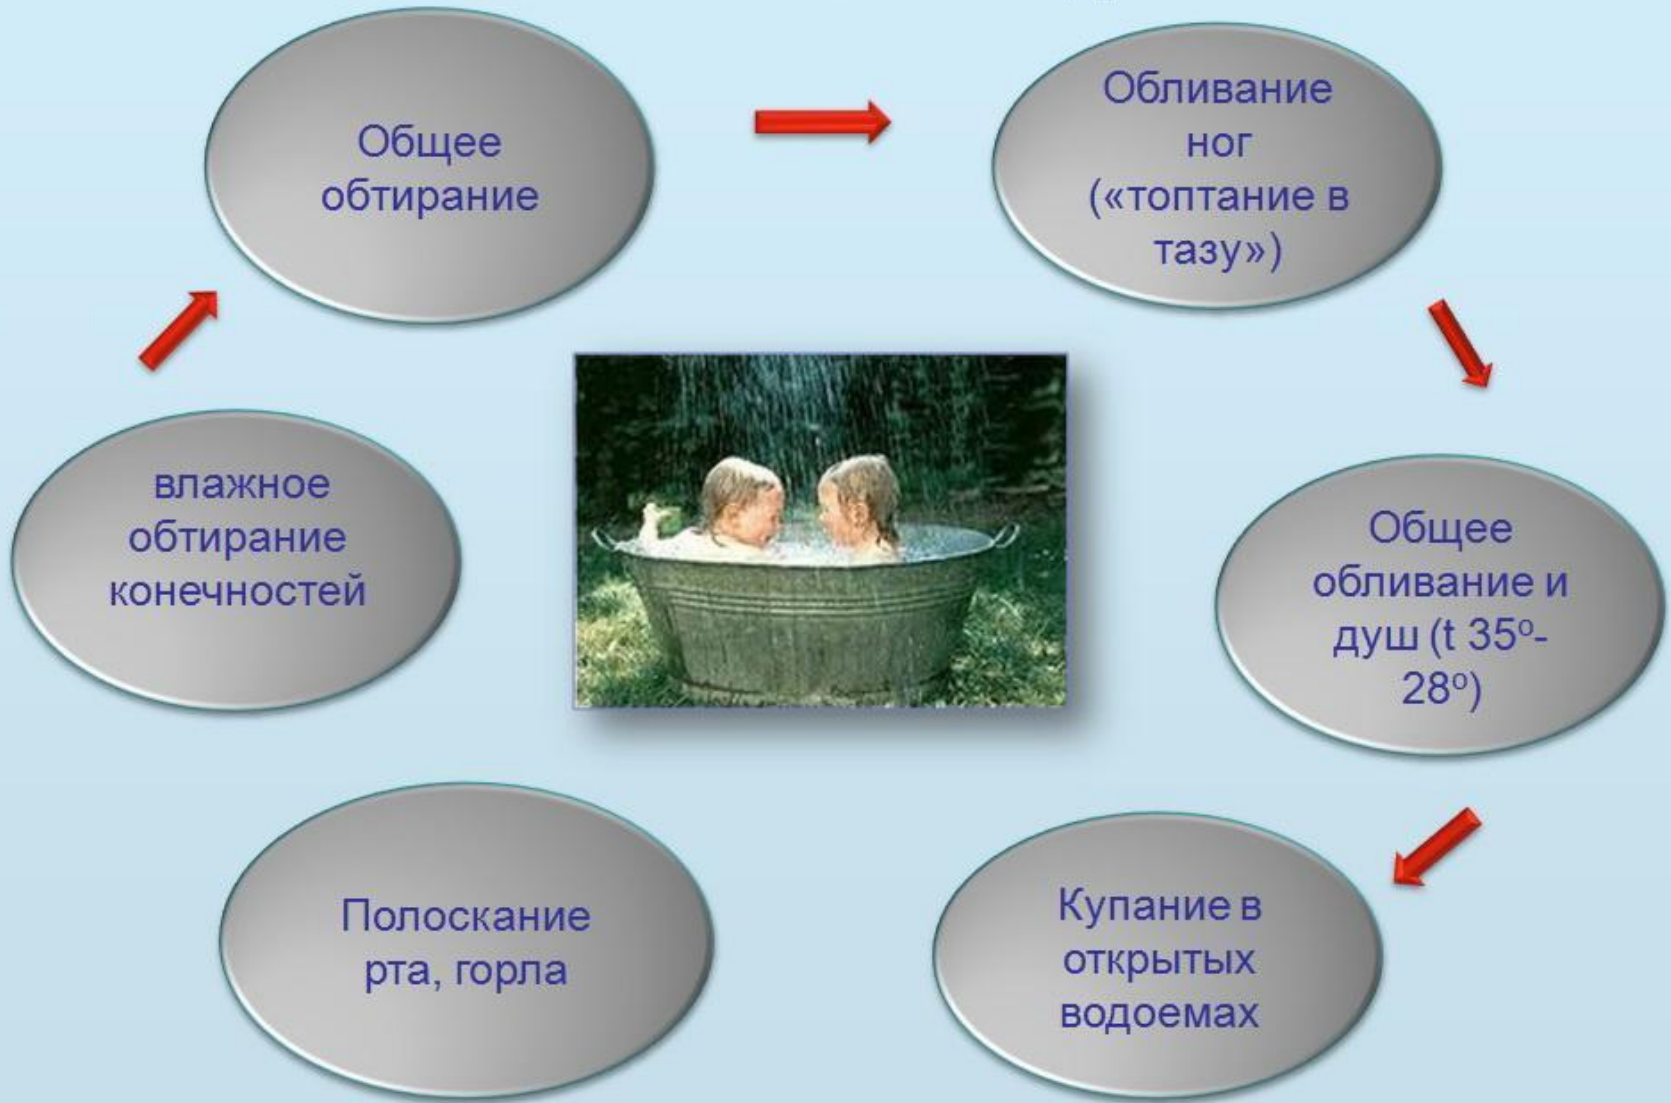 Общее
обтирание
Обливание
ног
(«топтание в
тазу»)
влажное
обтирание
конечностей
Общее
обливание и
душ (t 35º-
28º)
Полоскание
рта, горла
Купание в
открытых
водоемах